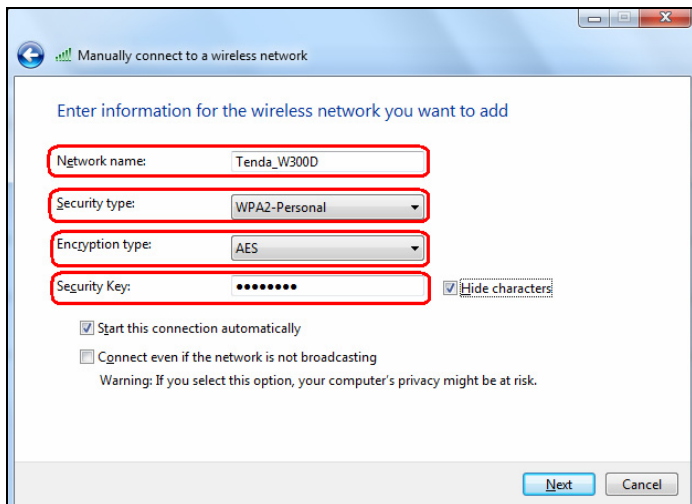 Manually connect to a wireless network
Enter information for the wireless network you want to add
Network name: Tenda_W300D
Security type: WPA2-Personal
Encryption type: AES
Security Key: •••••••• Hide characters
Start this connection automatically
Connect even if the network is not broadcasting
Warning: If you select this option, your computer's privacy might be at risk.
Next Cancel